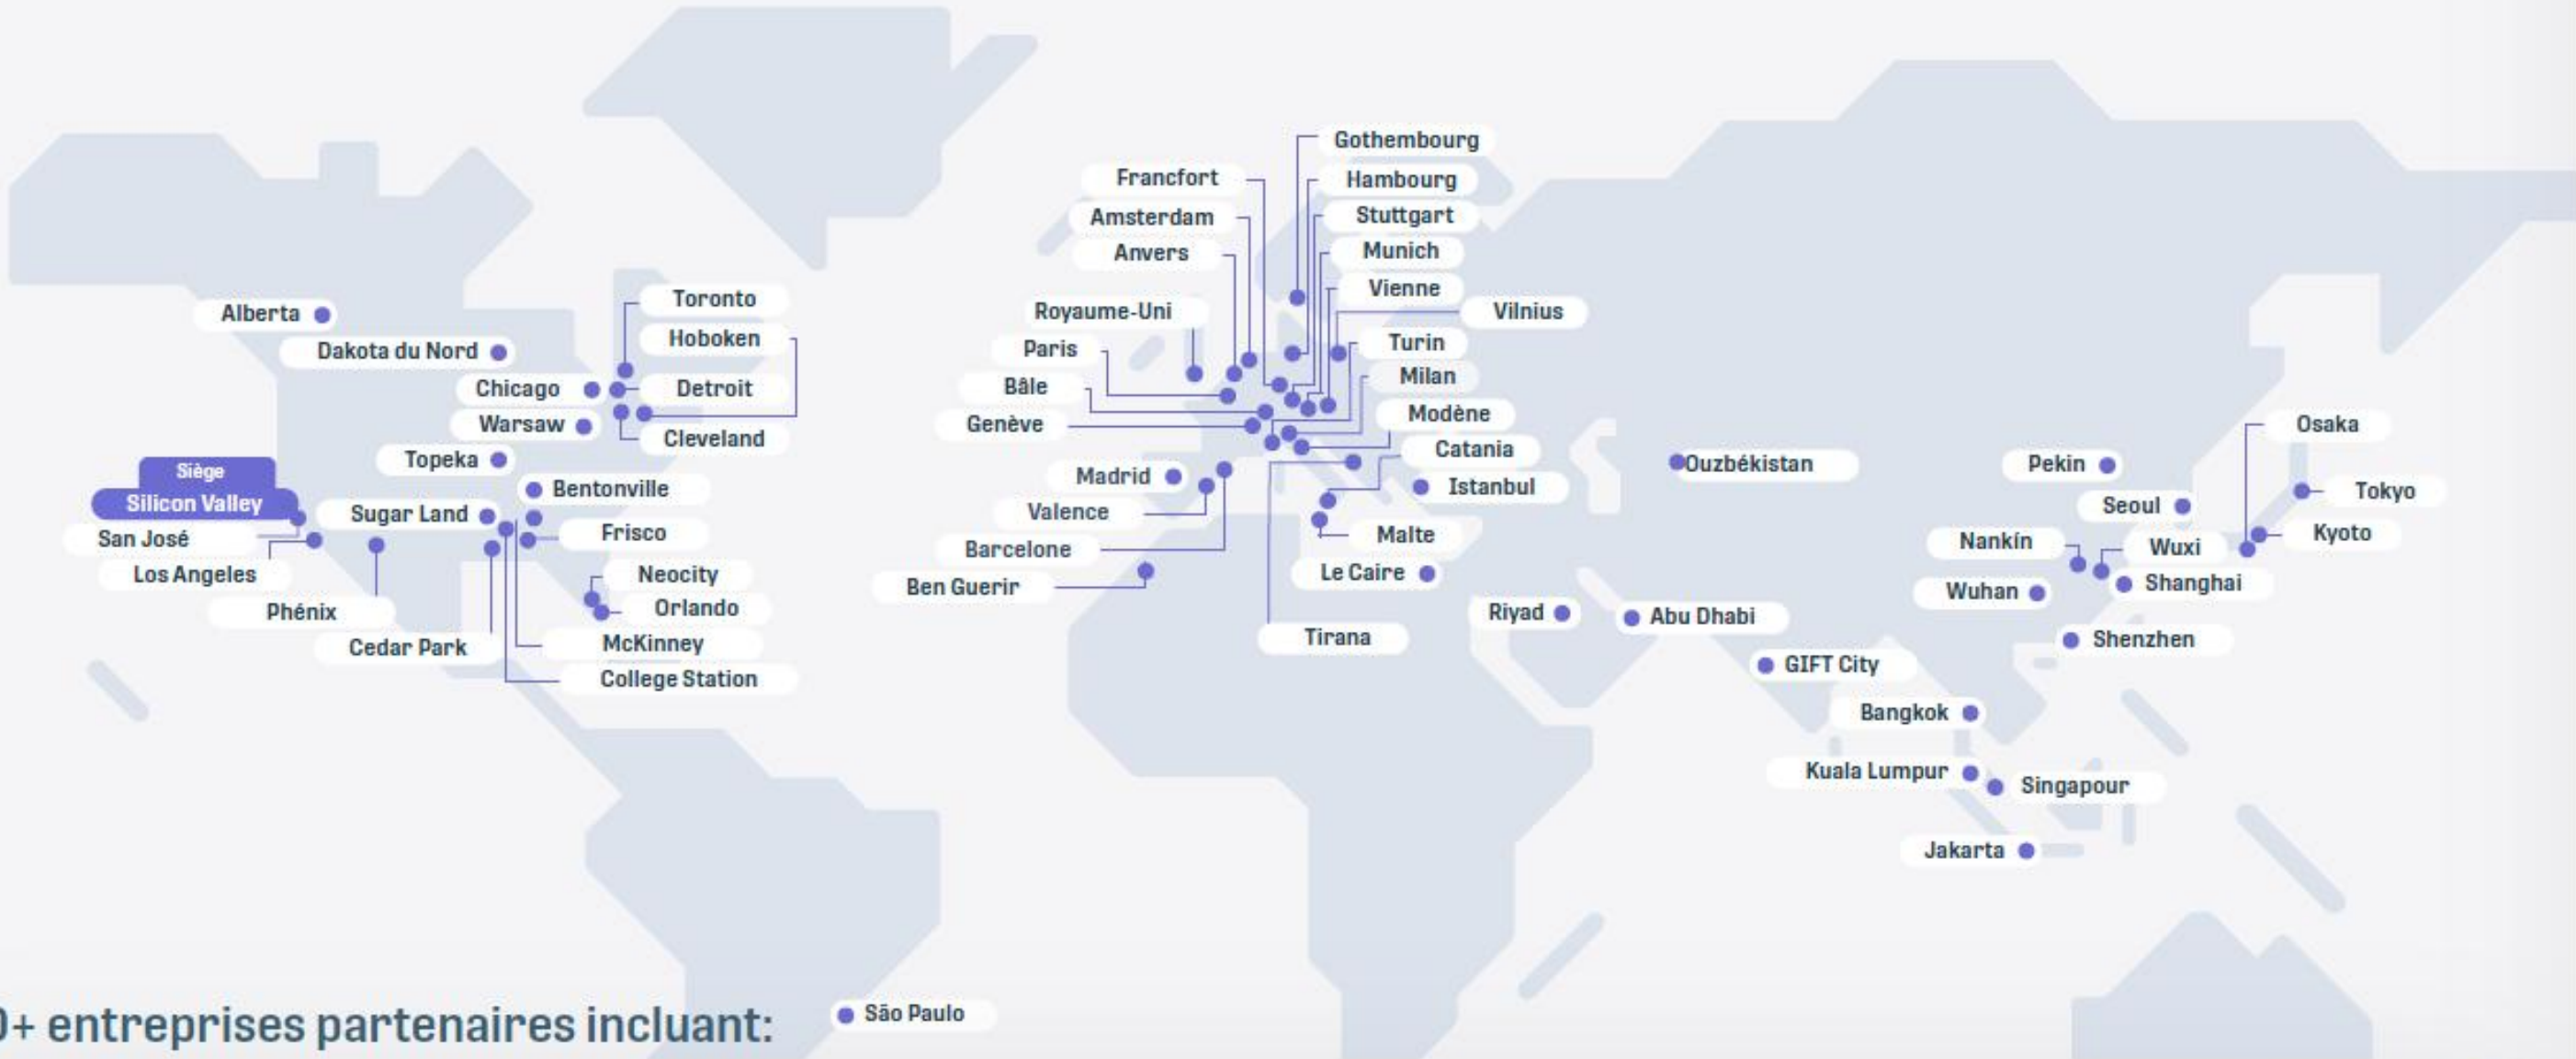 Gothembourg
Francfort
Hambourg
Amsterdam
Stuttgart
Anvers
Munich
Vienne
Toronto
Royaume-Uni
Vilnius
Alberta
Hoboken
Turin
Dakota du Nord
Paris
Milan
Chicago
Detroit
Bâle
Modène
Warsaw
Genève
Osaka
Cleveland
Catania
Topeka
Ouzbékistan
Pekin
Siège
Madrid
Istanbul
Tokyo
Silicon Valley
Bentonville
Sugar Land
Valence
Seoul
San José
Frisco
Malte
Kyoto
Nankín
Wuxi
Barcelone
Los Angeles
Neocity
Le Caire
Shanghai
Ben Guerir
Wuhan
Phénix
Orlando
Riyad
Abu Dhabi
Tirana
Shenzhen
Cedar Park
McKinney
GIFT City
College Station
Bangkok
Kuala Lumpur
Singapour
Jakarta
São Paulo
0+ entreprises partenaires incluant: